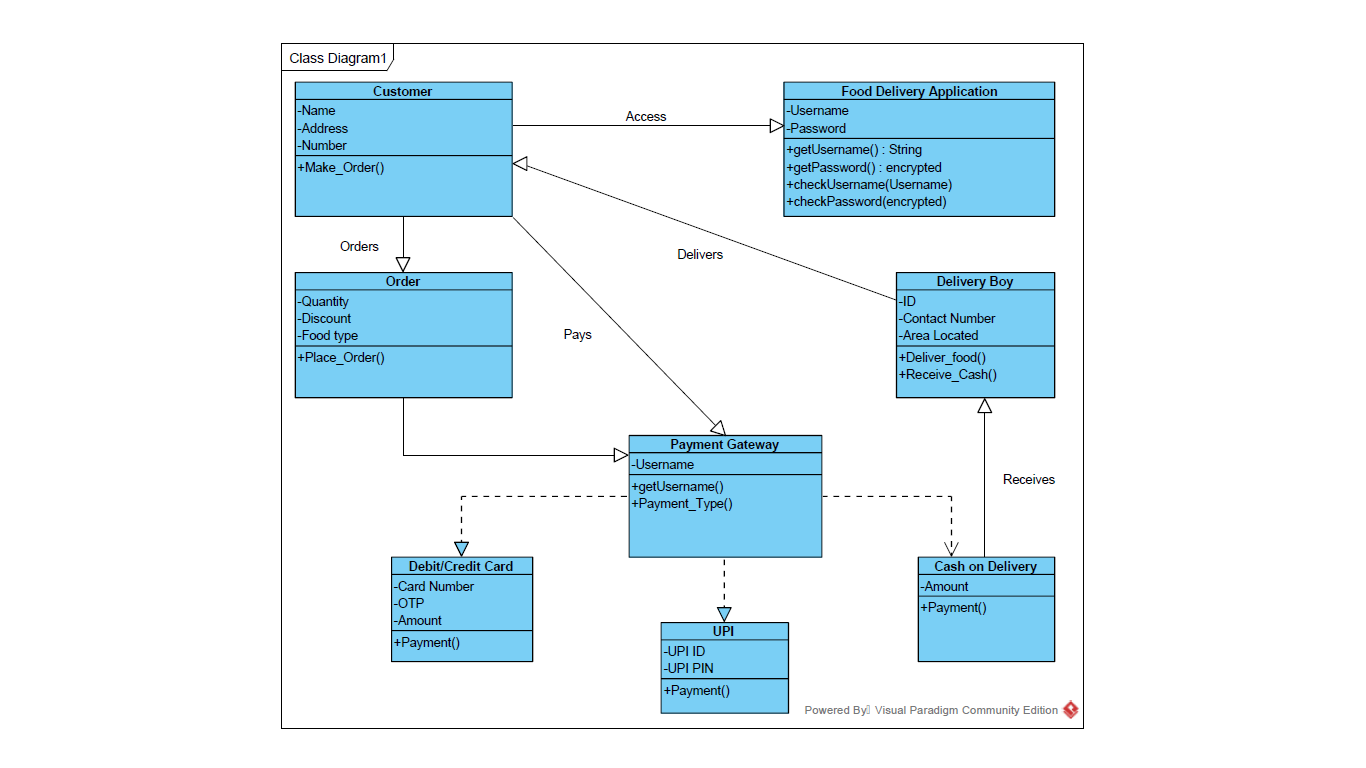 Class Diagram1
Customer
-Name
-Address
-Number
+Make_Order()
Access
Food Delivery Application
-Username
-Password
+getUsername() : String
+getPassword() : encrypted
+checkUsername(Username)
+checkPassword(encrypted)
Orders
Delivers
Order
-Quantity
-Discount
-Food type
+Place_Order()
Pays
Delivery Boy
-ID
-Contact Number
-Area Located
+Deliver_food()
+Receive_Cash()
Payment Gateway
-Username
+getUsername()
+Payment_Type()
Receives
Debit/Credit Card
-Card Number
-OTP
-Amount
+Payment()
UPI
-UPI ID
-UPI PIN
+Payment()
Cash on Delivery
-Amount
+Payment()
Powered By Visual Paradigm Community Edition